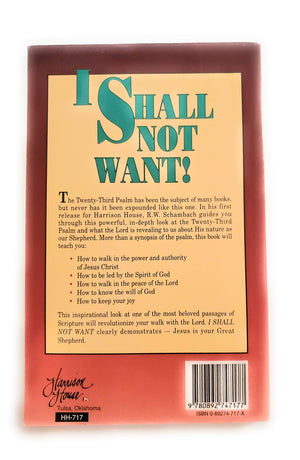 I SHALL
NOT
WANT!
The Twenty-Third Psalm has been the subject of many books,
but never has it been expounded like this one. In his first
release for Harrison House, R.W. Schambach guides you
through this powerful, in-depth look at the Twenty-Third
Psalm and what the Lord is revealing to us about His nature as
our Shepherd. More than a synopsis of the psalm, this book will
teach you:
• How to walk in the power and authority
of Jesus Christ
• How to be led by the Spirit of God
• How to walk in the peace of the Lord
• How to know the will of God
• How to keep your joy
This inspirational look at one of the most beloved passages of
Scripture will revolutionize your walk with the Lord. I SHALL
NOT WANT clearly demonstrates — Jesus is your Great
Shepherd.
Harrison
House
Tulsa, Oklahoma
HH-717
9780892747177
ISBN 0-89274-717-X